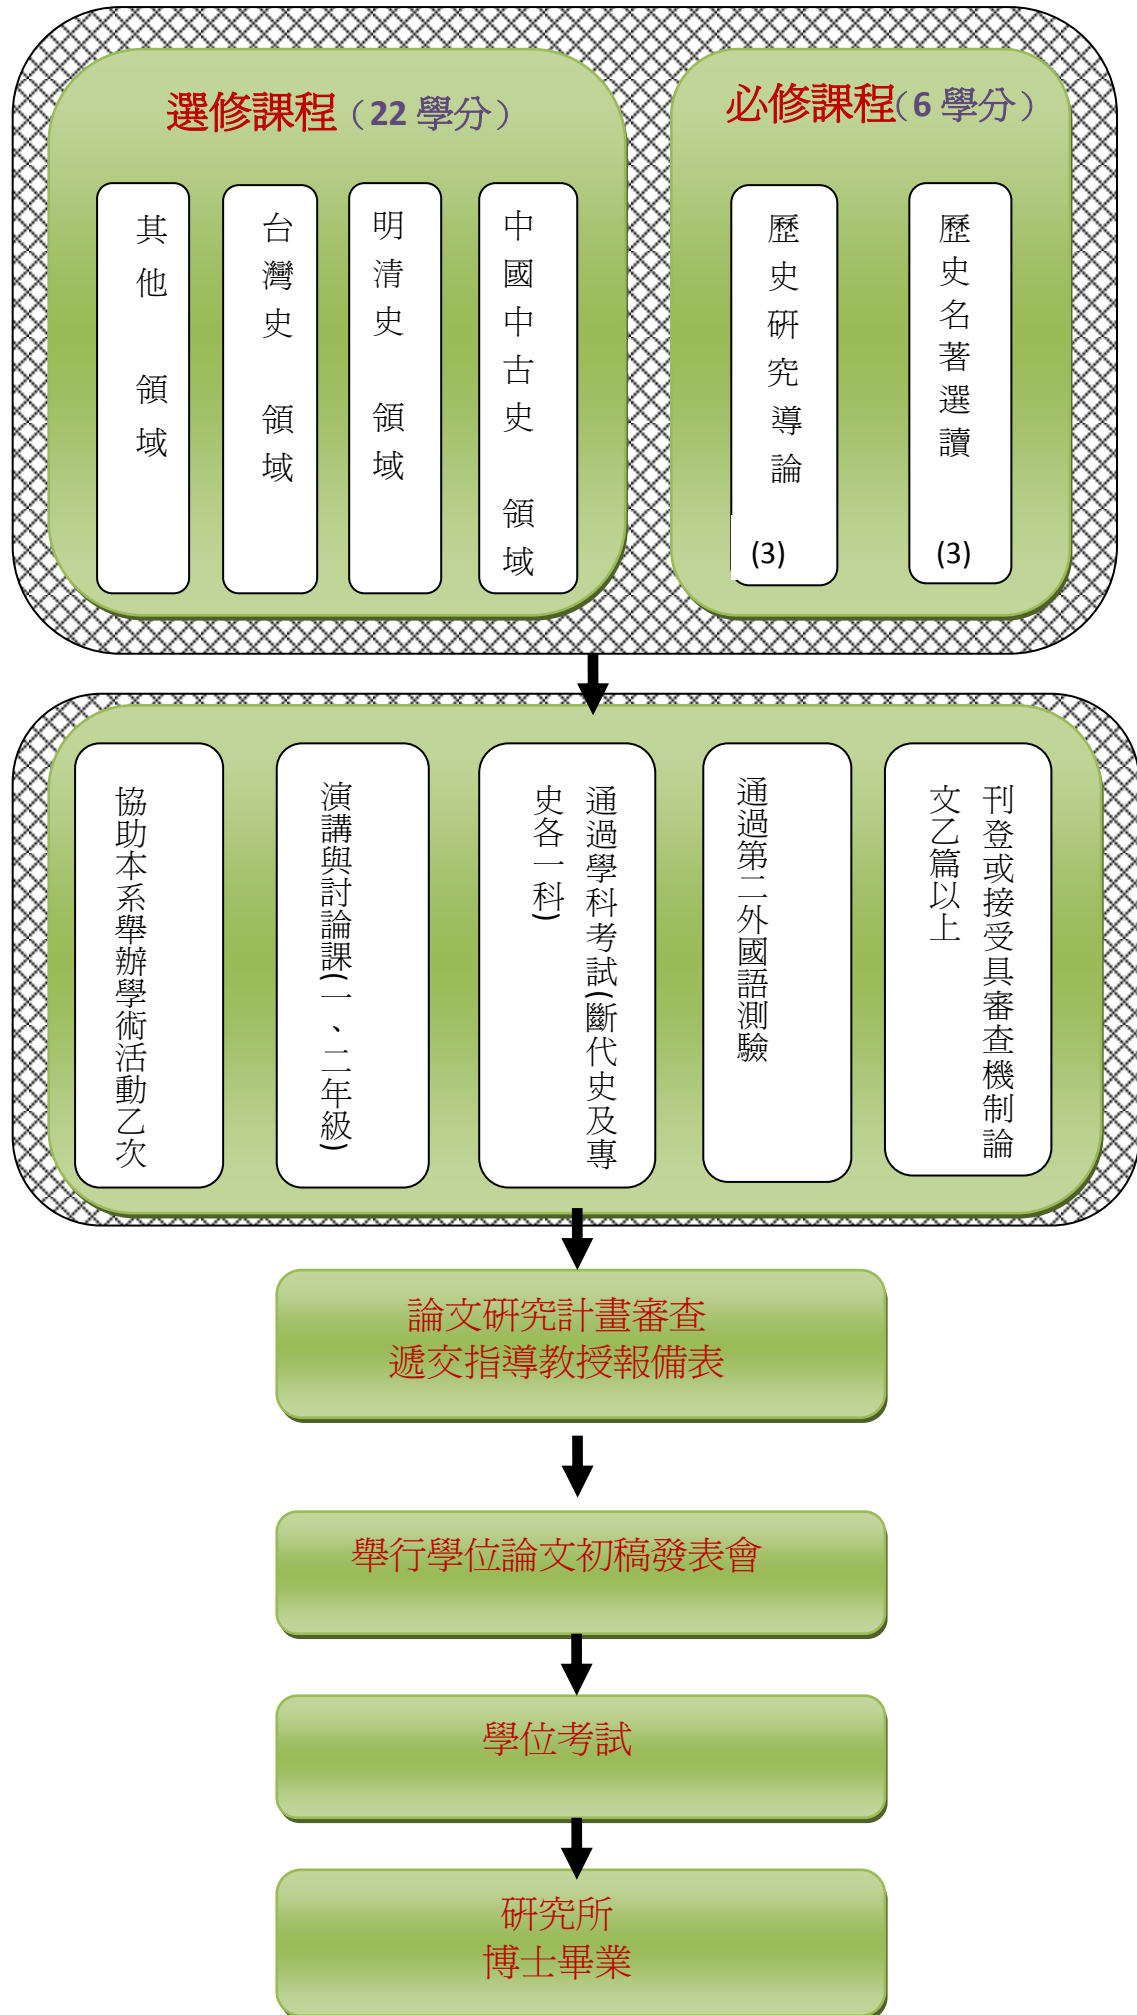 選修課程（22 學分）
其他 領域
台灣史 領域
明清史 領域
中國中古史 領域
必修課程(6 學分）
歷史研究導論
(3)
歷史名著選讀
(3)
協助本系舉辦學術活動乙次
演講與討論課(一、二年級)
通過學科考試(斷代史及專
史各一科)
通過第二外國語測驗
刊登或接受具審查機制論
文乙篇以上
論文研究計畫審查
遞交指導教授報備表
舉行學位論文初稿發表會
學位考試
研究所
博士畢業